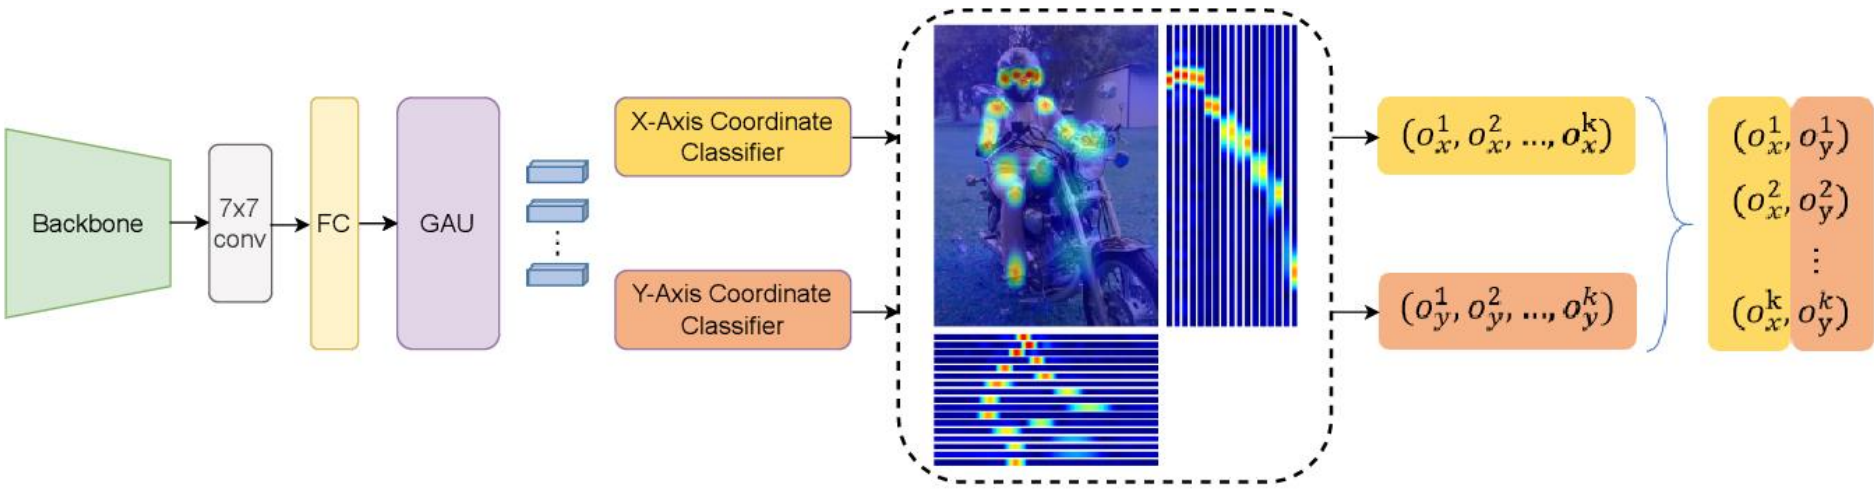 Backbone
7x7
conv
FC
GAU
X-Axis Coordinate
Classifier
Y-Axis Coordinate
Classifier
(o_x^1, o_x^2, ..., o_x^k)
(o_y^1, o_y^2, ..., o_y^k)
(o_x^1, o_y^1)
(o_x^2, o_y^2)
⋮
(o_x^k, o_y^k)